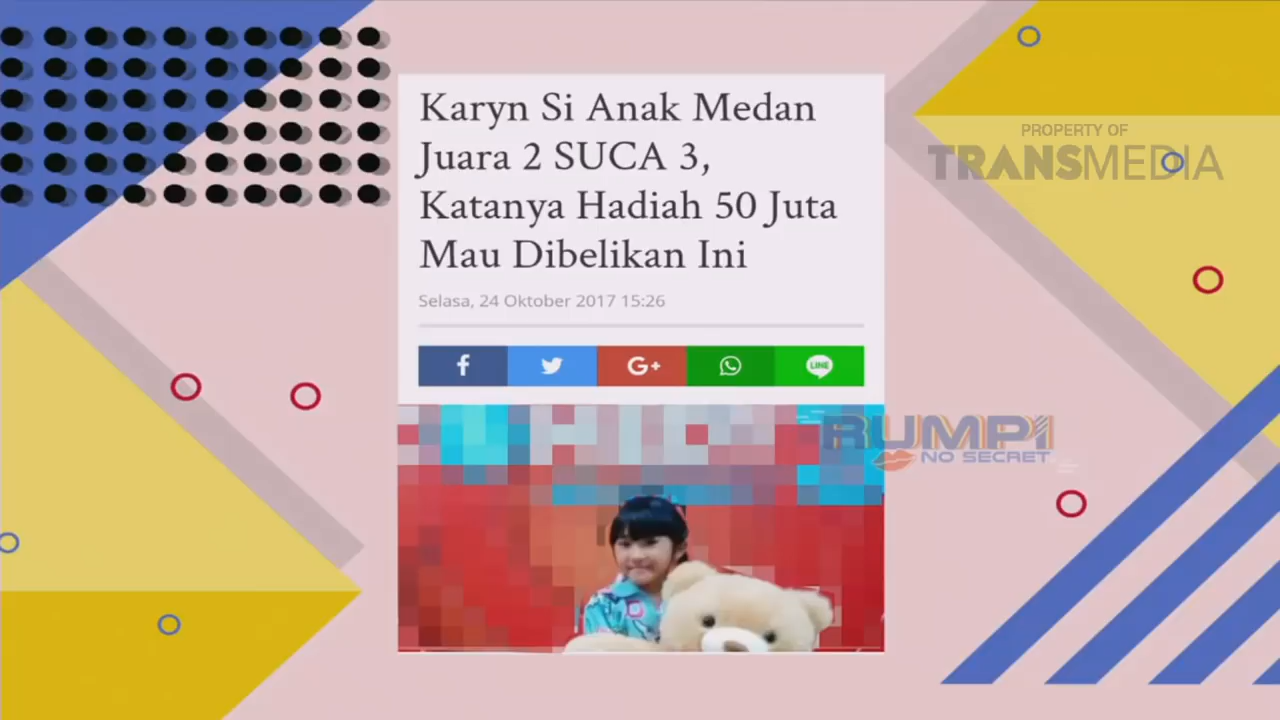 PROPERTY OF
TRANSMEDIA
Karyn Si Anak Medan
Juara 2 SUCA 3,
Katanya Hadiah 50 Juta
Mau Dibelikan Ini
Selasa, 24 Oktober 2017 15:26
f
G+
LINE
RUMPI
NO SECRET